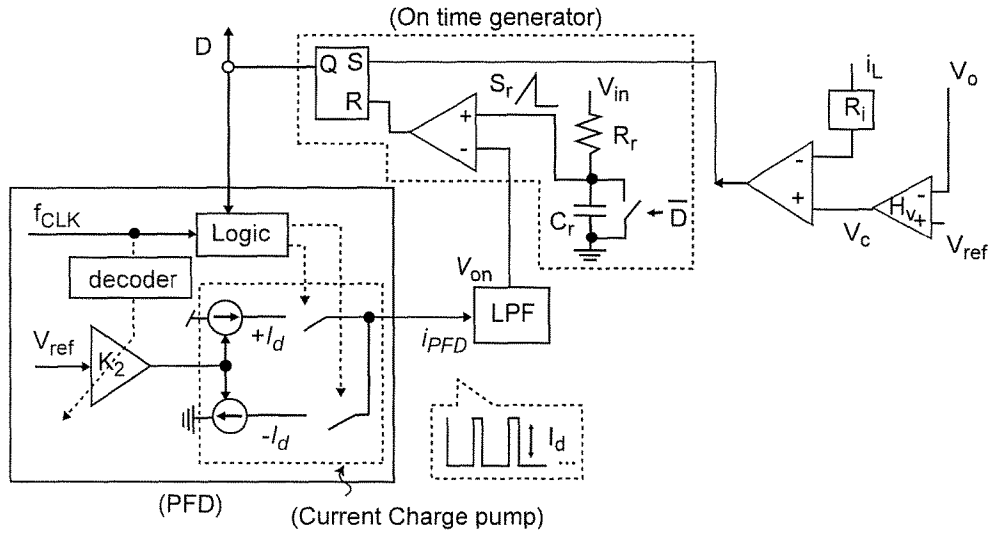 (On time generator)
D
Q S
R
S_r
V_in
R_r
C_r
D̅
i_L
R_i
V_o
H_v
V_c
V_ref
- +
+ -
- +
f_CLK
Logic
decoder
V_ref
K_2
+I_d
-I_d
V_on
i_PFD
LPF
I_d
...
(PFD)
(Current Charge pump)